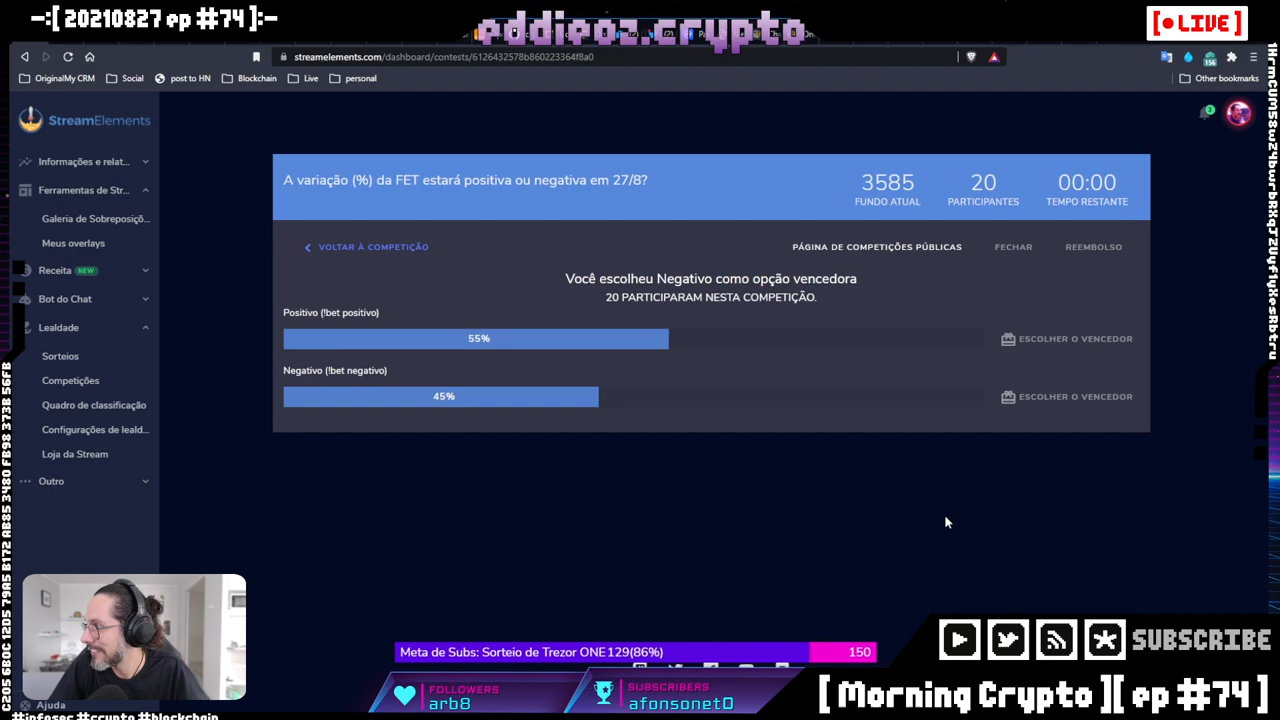 -:[ 20210827 ep #74 ]:-
eddieoz.crypto
[● LIVE]
streamelements.com/dashboard/contests/6126432578b860223364f8a0
156
OriginalMy CRM
Social
post to HN
Blockchain
Live
personal
Other bookmarks
StreamElements
3
Informações e relat...
Ferramentas de Str...
Galeria de Sobreposiçõ...
Meus overlays
Receita NEW
Bot do Chat
Lealdade
Sorteios
Competições
Quadro de classificação
Configurações de leald...
Loja da Stream
Outro
Ajuda
A variação (%) da FET estará positiva ou negativa em 27/8?
3585
FUNDO ATUAL
20
PARTICIPANTES
00:00
TEMPO RESTANTE
VOLTAR À COMPETIÇÃO
PÁGINA DE COMPETIÇÕES PÚBLICAS
FECHAR
REEMBOLSO
Você escolheu Negativo como opção vencedora
20 PARTICIPARAM NESTA COMPETIÇÃO.
Positivo (!bet positivo)
55%
ESCOLHER O VENCEDOR
Negativo (!bet negativo)
45%
ESCOLHER O VENCEDOR
Meta de Subs: Sorteio de Trezor ONE 129(86%)
150
FOLLOWERS
arb8
SUBSCRIBERS
afonsonet0
SUBSCRIBE
[ Morning Crypto ][ ep #74 ]
#infosec #crypto #blockchain